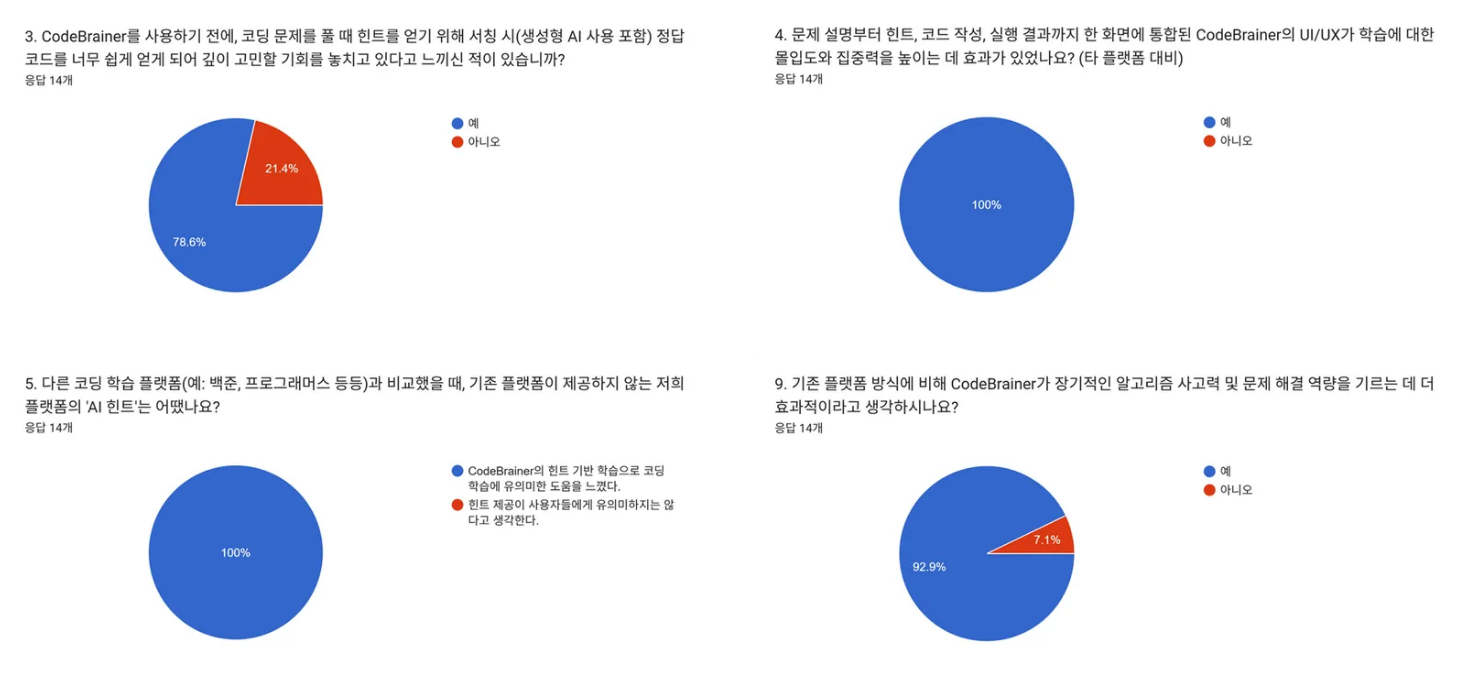 3. CodeBrainer를 사용하기 전에, 코딩 문제를 풀 때 힌트를 얻기 위해 서칭 시(생성형 AI 사용 포함) 정답
코드를 너무 쉽게 얻게 되어 깊이 고민할 기회를 놓치고 있다고 느끼신 적이 있습니까?
응답 14개
예
아니오
21.4%
78.6%
4. 문제 설명부터 힌트, 코드 작성, 실행 결과까지 한 화면에 통합된 CodeBrainer의 UI/UX가 학습에 대한
몰입도와 집중력을 높이는 데 효과가 있었나요? (타 플랫폼 대비)
응답 14개
예
아니오
100%
5. 다른 코딩 학습 플랫폼(예: 백준, 프로그래머스 등등)과 비교했을 때, 기존 플랫폼이 제공하지 않는 저희
플랫폼의 'AI 힌트'는 어땠나요?
응답 14개
CodeBrainer의 힌트 기반 학습으로 코딩
학습에 유의미한 도움을 느꼈다.
힌트 제공이 사용자들에게 유의미하지는 않
다고 생각한다.
100%
9. 기존 플랫폼 방식에 비해 CodeBrainer가 장기적인 알고리즘 사고력 및 문제 해결 역량을 기르는 데 더
효과적이라고 생각하시나요?
응답 14개
예
아니오
7.1%
92.9%